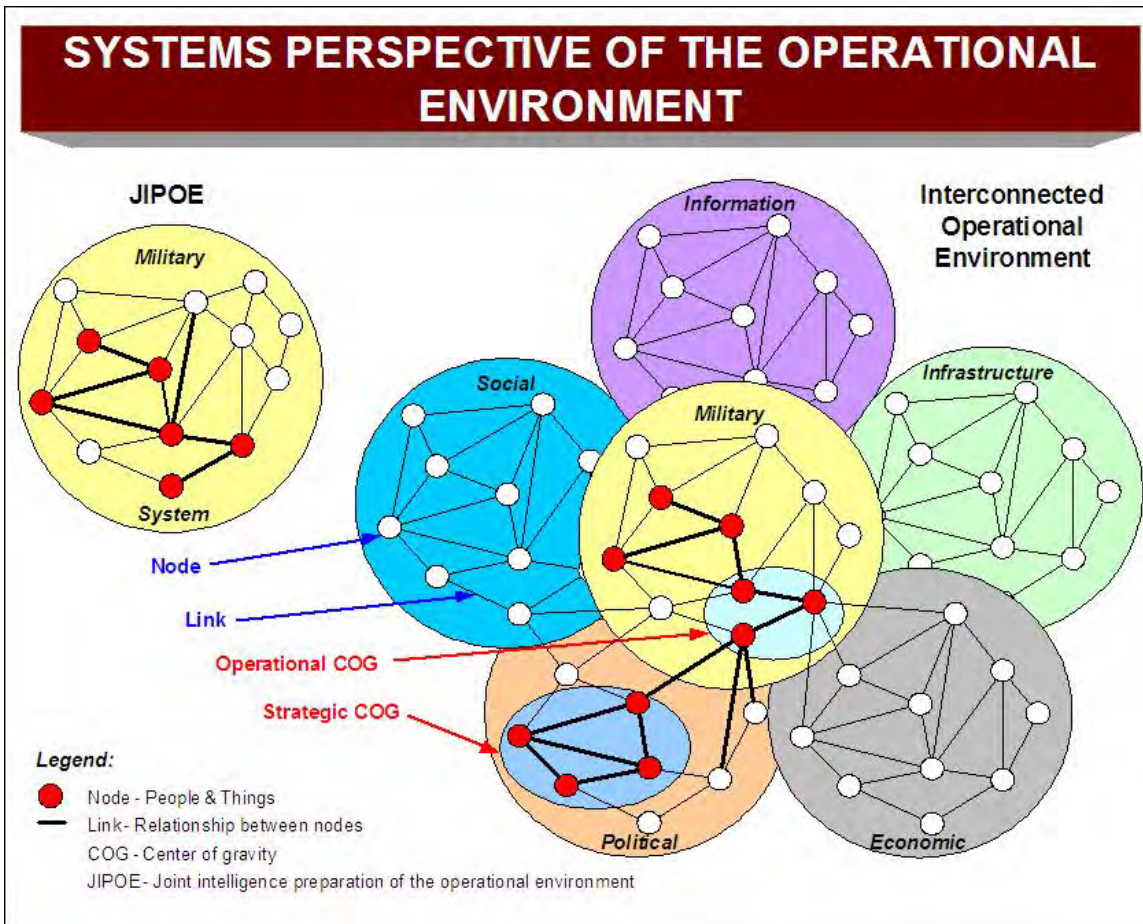 SYSTEMS PERSPECTIVE OF THE OPERATIONAL
ENVIRONMENT
JIPOE
Military
System
Information
Interconnected
Operational
Environment
Social
Military
Infrastructure
Node
Link
Operational COG
Strategic COG
Political
Economic
Legend:
Node - People & Things
Link- Relationship between nodes
COG - Center of gravity
JIPOE- Joint intelligence preparation of the operational environment